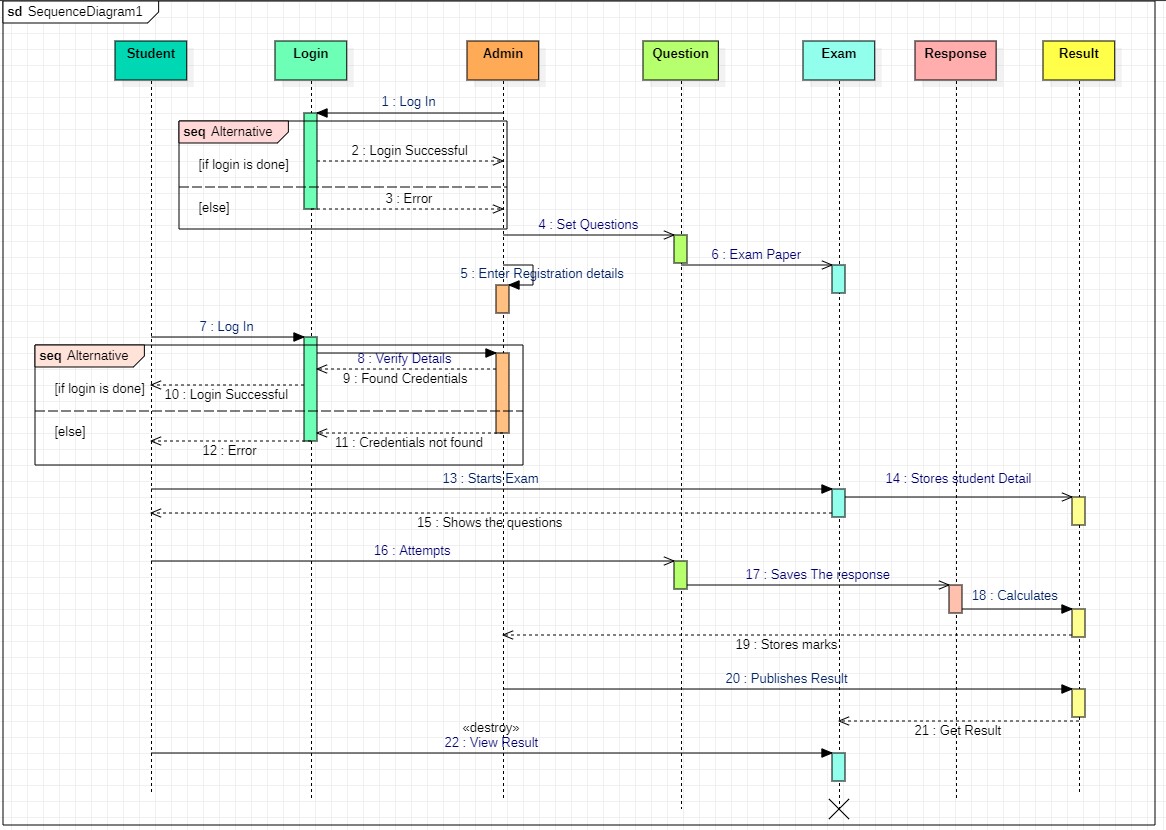 sd SequenceDiagram1
Student
Login
Admin
Question
Exam
Response
Result
1 : Log In
seq Alternative
2 : Login Successful
[if login is done]
3 : Error
[else]
4 : Set Questions
6 : Exam Paper
5 : Enter Registration details
7 : Log In
seq Alternative
8 : Verify Details
9 : Found Credentials
[if login is done]
10 : Login Successful
[else]
11 : Credentials not found
12 : Error
13 : Starts Exam
14 : Stores student Detail
15 : Shows the questions
16 : Attempts
17 : Saves The response
18 : Calculates
19 : Stores marks
20 : Publishes Result
«destroy»
21 : Get Result
22 : View Result